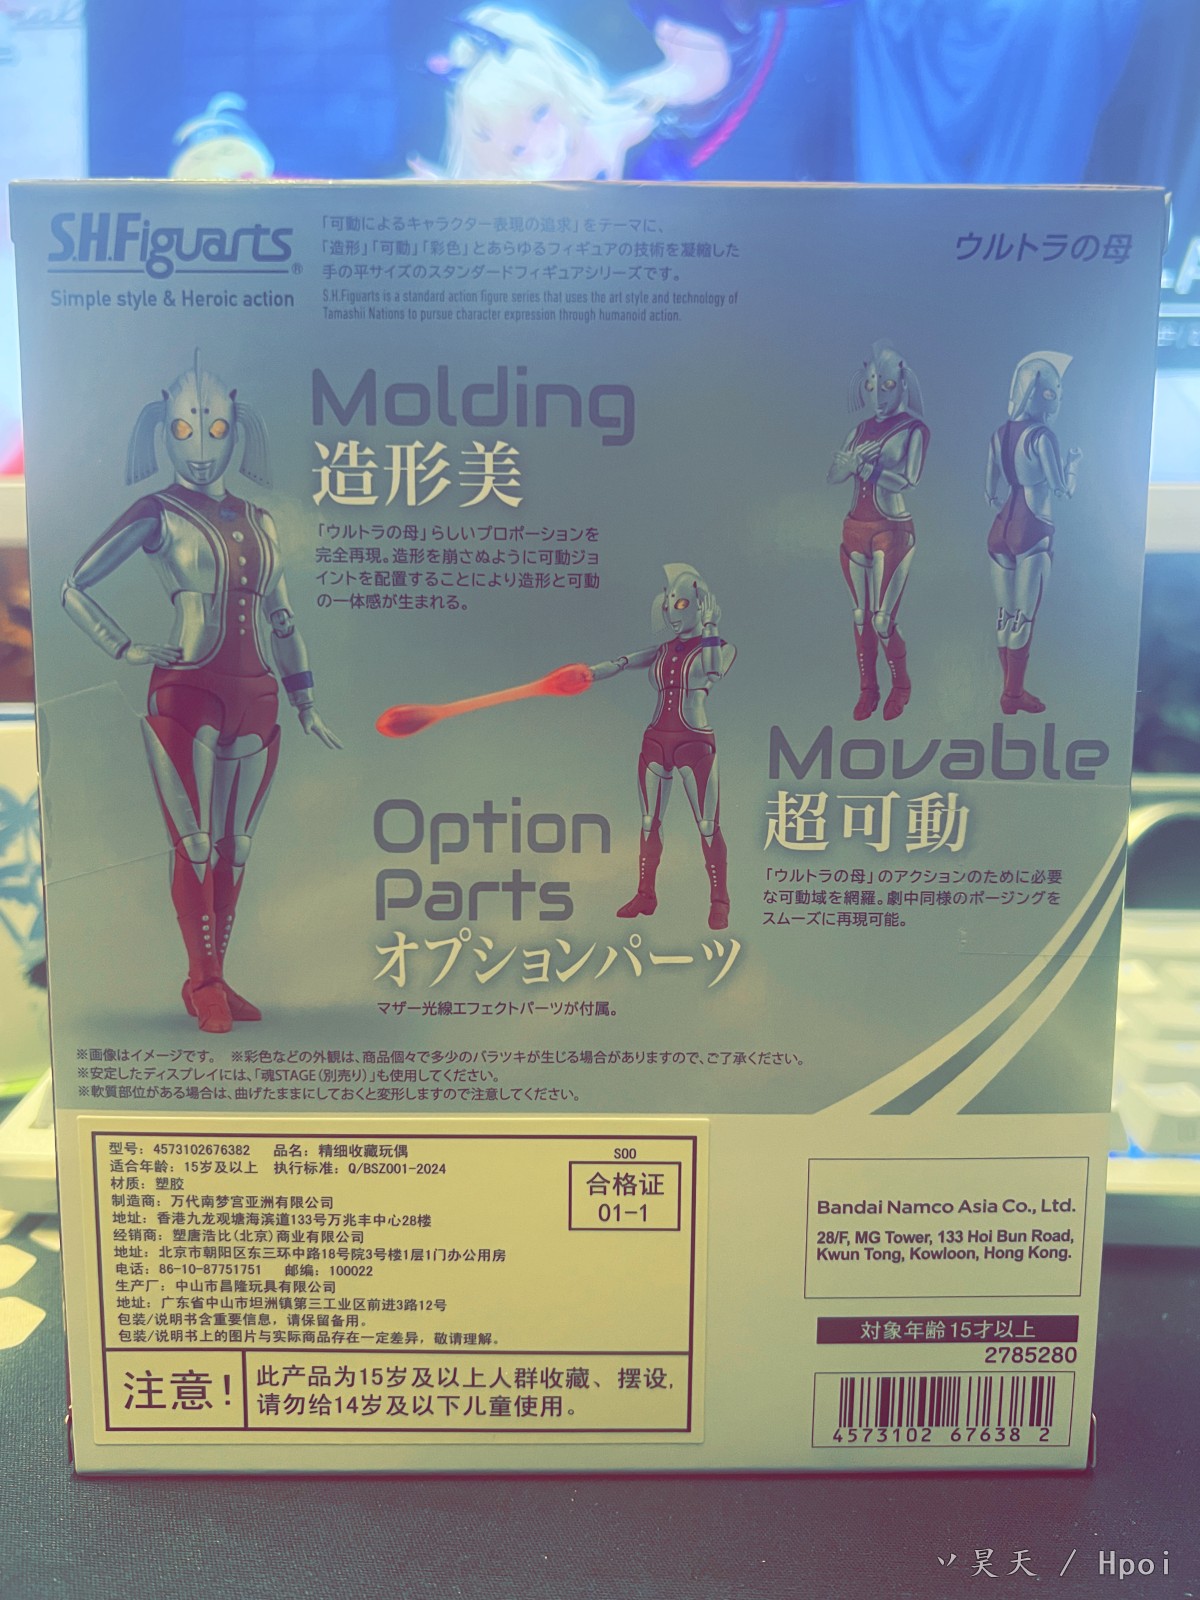 S.H.Figuarts®
Simple style & Heroic action
「可動によるキャラクター表現の追求」をテーマに、
「造形」「可動」「彩色」とあらゆるフィギュアの技術を凝縮した
手の平サイズのスタンダードフィギュアシリーズです。
S.H.Figuarts is a standard action figure series that uses the art style and technology of
Tamashii Nations to pursue character expression through humanoid action.
ウルトラの母
Molding
造形美
「ウルトラの母」らしいプロポーションを
完全再現。造形を崩さぬように可動ジョ
イントを配置することにより造形と可動
の一体感が生まれる。
Movable
超可動
「ウルトラの母」のアクションのために必要
な可動域を網羅。劇中同様のポージングを
スムーズに再現可能。
Option
Parts
オプションパーツ
マザー光線エフェクトパーツが付属。
※画像はイメージです。 ※彩色などの外観は、商品個々で多少のバラツキが生じる場合がありますので、ご了承ください。
※安定したディスプレイには、「魂STAGE(別売り)」も使用してください。
※軟質部位がある場合は、曲げたままにしておくと変形しますので注意してください。
型号：4573102676382 品名：精细收藏玩偶
适合年龄：15岁及以上 执行标准：Q/BSZ001-2024
材质：塑胶
制造商：万代南梦宫亚洲有限公司
地址：香港九龙观塘海滨道133号万兆丰中心28楼
经销商：塑唐浩比(北京)商业有限公司
地址：北京市朝阳区东三环中路18号院3号楼1层1门办公用房
电话：86-10-87751751 邮编：100022
生产厂：中山市昌隆玩具有限公司
地址：广东省中山市坦洲镇第三工业区前进3路12号
包装/说明书含重要信息，请保留备用。
包装/说明书上的图片与实际商品存在一定差异，敬请理解。
S00
合格证
01-1
注意!
此产品为15岁及以上人群收藏、摆设，
请勿给14岁及以下儿童使用。
Bandai Namco Asia Co., Ltd.
28/F, MG Tower, 133 Hoi Bun Road,
Kwun Tong, Kowloon, Hong Kong.
対象年齢15才以上
2785280
4573102 67638 2
ヅ昊天 / Hpoi